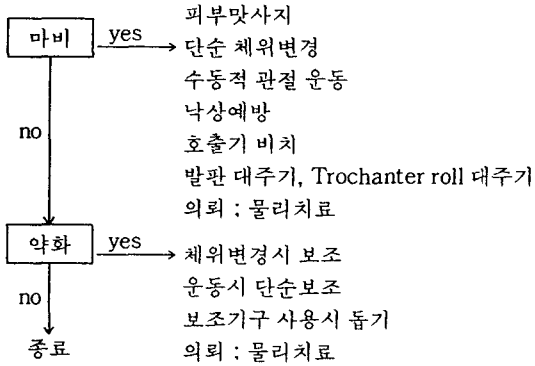 피부맛사지
마비 yes 단순 체위변경
수동적 관절 운동
낙상예방
no 호출기 비치
발판 대주기, Trochanter roll 대주기
의뢰 : 물리치료
약화 yes 체위변경시 보조
운동시 단순보조
no 보조기구 사용시 돕기
종료 의뢰 : 물리치료